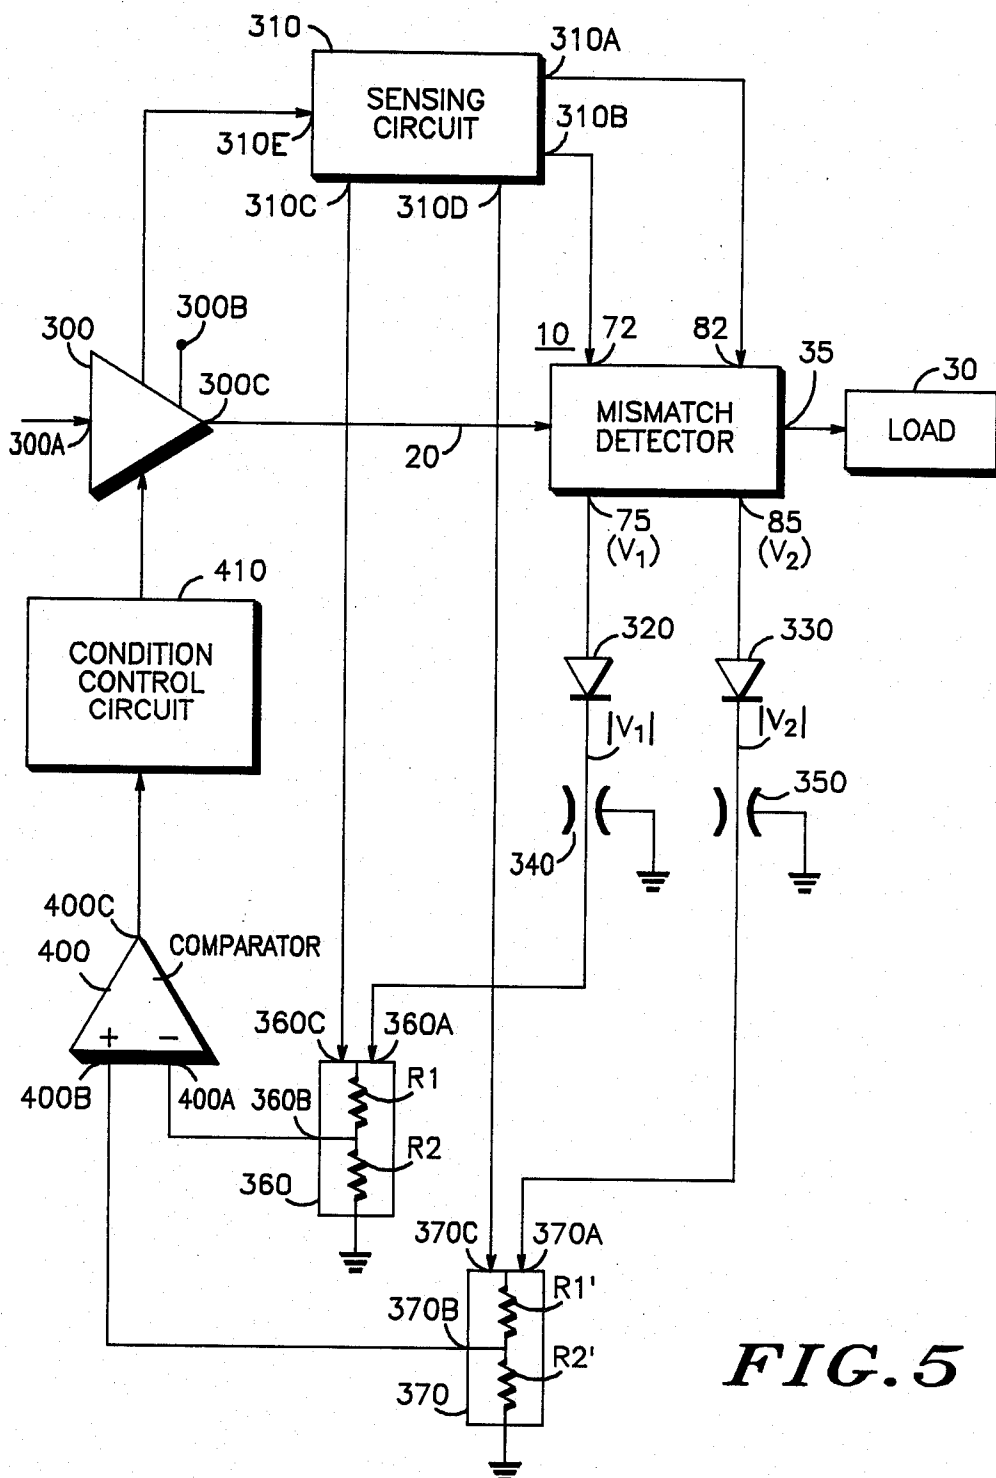 310
310A
SENSING
CIRCUIT
310B
310E
310C
310D
300B
300
10
72
82
35
30
300C
300A
20
MISMATCH
DETECTOR
LOAD
75
(V1)
85
(V2)
410
CONDITION
CONTROL
CIRCUIT
320
330
|V1|
|V2|
350
340
400C
400
COMPARATOR
+ −
360C
360A
400B
400A
360B
R1
R2
360
370C
370A
370B
R1'
R2'
370
FIG. 5